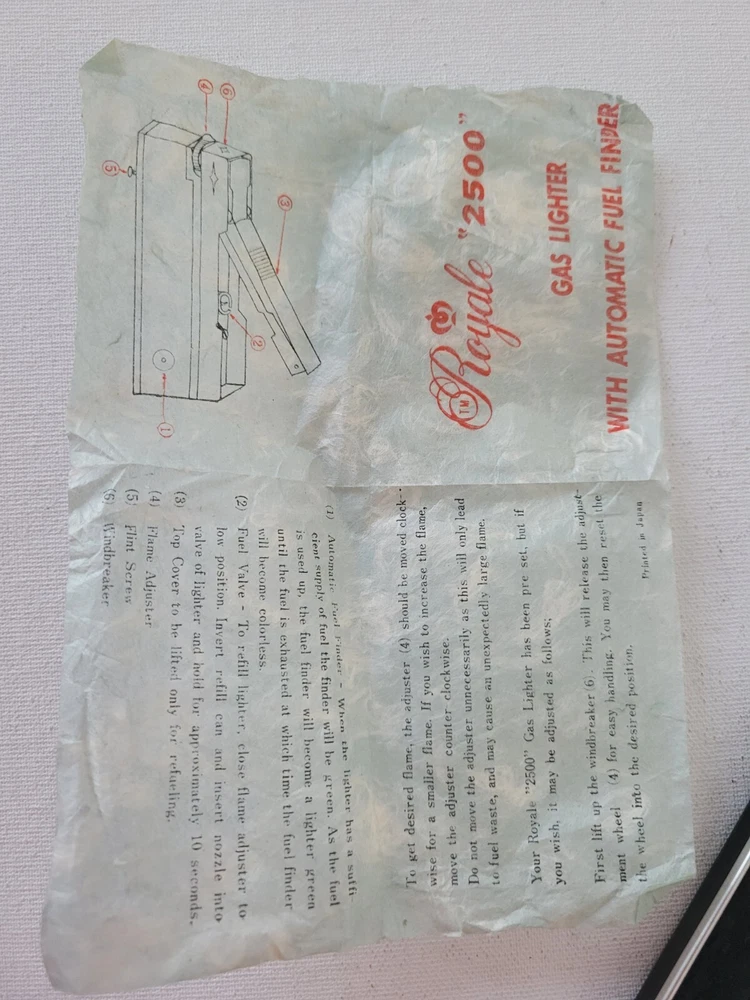 Royale "2500"
TM
GAS LIGHTER
WITH AUTOMATIC FUEL FINDER
4
6
5
3
2
1
(1) Automatic Fuel Finder - When the lighter has a suffi-
cient supply of fuel the finder will be green. As the fuel
is used up, the fuel finder will become a lighter green
until the fuel is exhausted at which time the fuel finder
will become colorless.
(2) Fuel Valve - To refill lighter, close flame adjuster to
low position. Invert refill can and insert nozzle into
valve of lighter and hold for approximately 10 seconds.
(3) Top Cover to be lifted only for refueling.
(4) Flame Adjuster
(5) Flint Screw
(6) Windbreaker
To get desired flame, the adjuster (4) should be moved clock-
wise for a smaller flame. If you wish to increase the flame,
move the adjuster counter clockwise.
Do not move the adjuster unnecessarily as this will only lead
to fuel waste, and may cause an unexpectedly large flame.
Your Royale "2500" Gas Lighter has been pre set, but if
you wish, it may be adjusted as follows;
First lift up the windbreaker(6). This will release the adjust-
ment wheel (4) for easy handling. You may then reset the
the wheel into the desired position.
Printed in Japan